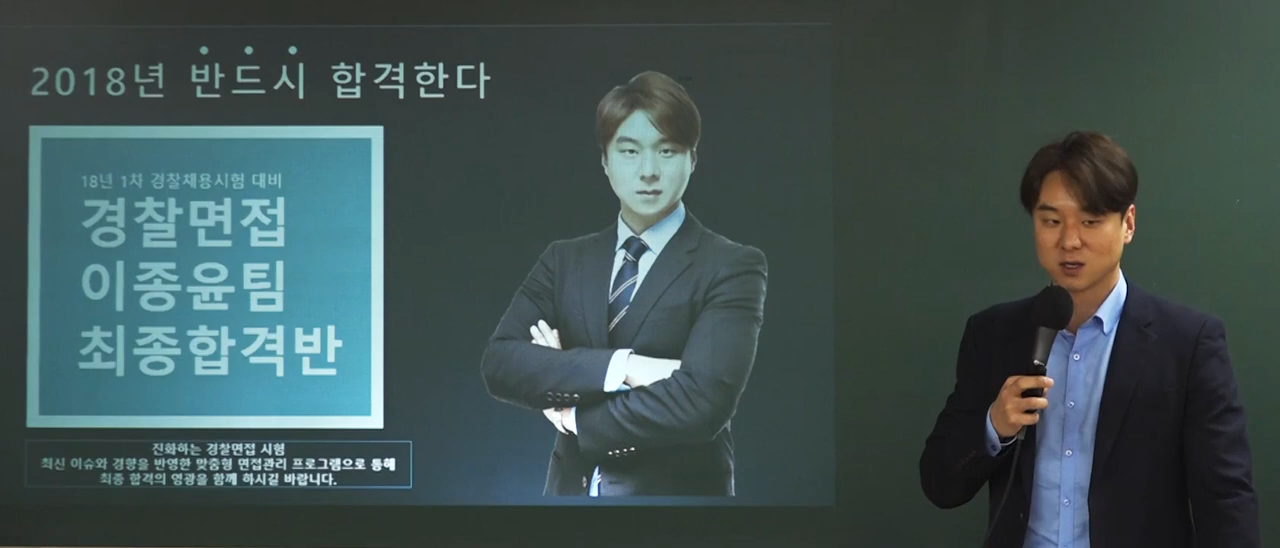 2018년 반드시 합격한다
18년 1차 경찰채용시험 대비
경찰면접
이종윤팀
최종합격반
진화하는 경찰면접 시험
최신 이슈와 경향을 반영한 맞춤형 면접관리 프로그램으로 통해
최종 합격의 영광을 함께 하시길 바랍니다.